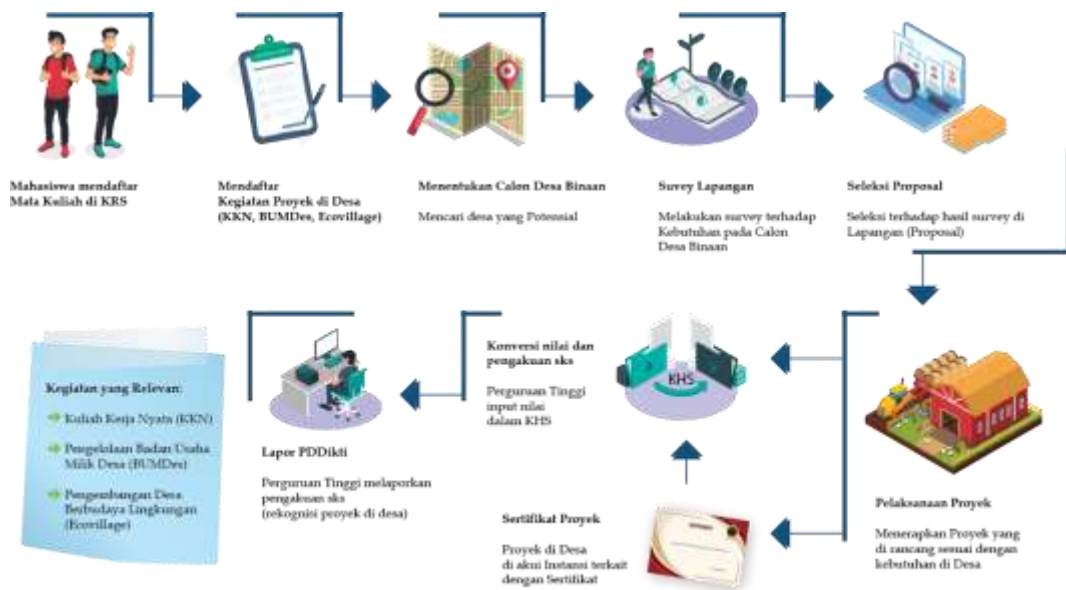 Mahasiswa mendaftar
Mata Kuliah di KRS
Mendaftar
Kegiatan Proyek di Desa
(KKN, BUMDes, Ecovillage)
Menentukan Calon Desa Binaan
Mencari desa yang Potensial
Suvey Lapangan
Melakukan survey terhadap
Kebutuhan pada Calon
Desa Binaan
Seleksi Proposal
Seleksi terhadap hasil survey di
Lapangan (Proposal)
Kegiatan yang Relevan:
Kuliah Kerja Nyata (KKN)
Pengelolaan Badan Usaha
Milik Desa (BUMDes)
Pengembangan Desa
Berbudaya Lingkungan
(Ecovillage)
Lapor PDDikti
Perguruan Tinggi melaporkan
pengakuan sks
(rekognisi proyek di desa)
Konversi nilai dan
pengakuan sks
Perguruan Tinggi
input nilai
dalam KHS
KHS
Sertifikat Proyek
Proyek di Desa
di akui Instansi terkait
dengan Sertifikat
Pelaksanaan Proyek
Menerapkan Proyek yang
di rancang sesuai dengan
kebutuhan di Desa